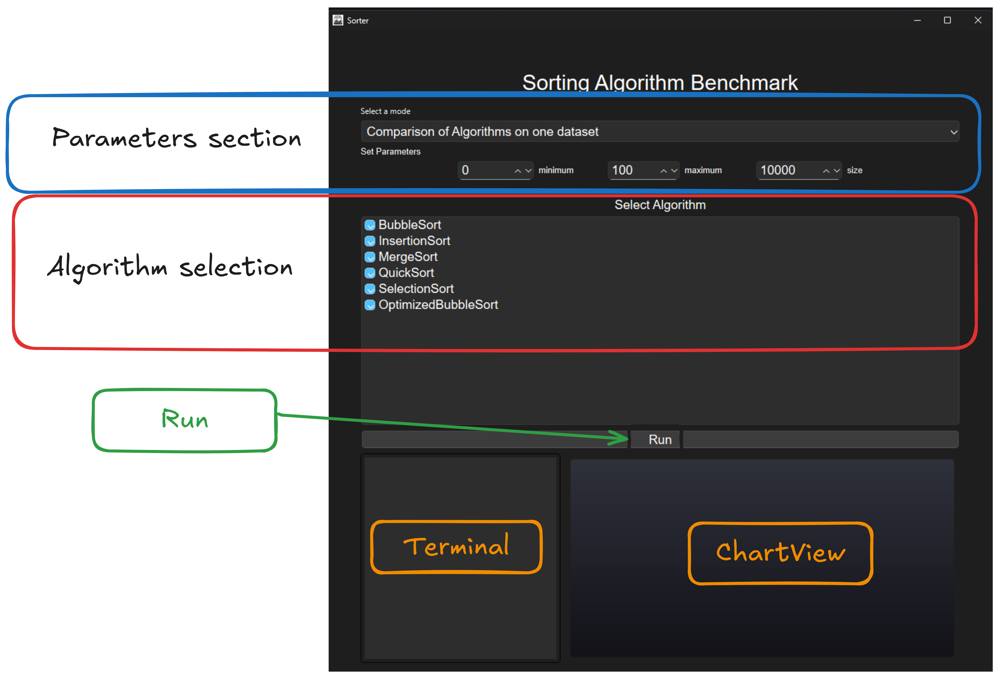 Sorter
Sorting Algorithm Benchmark
Select a mode
Parameters section
Comparison of Algorithms on one dataset
Set Parameters
0 minimum 100 maximum 10000 size
Select Algorithm
BubbleSort
InsertionSort
MergeSort
Algorithm selection
QuickSort
SelectionSort
OptimizedBubbleSort
Run
Run
Terminal
ChartView